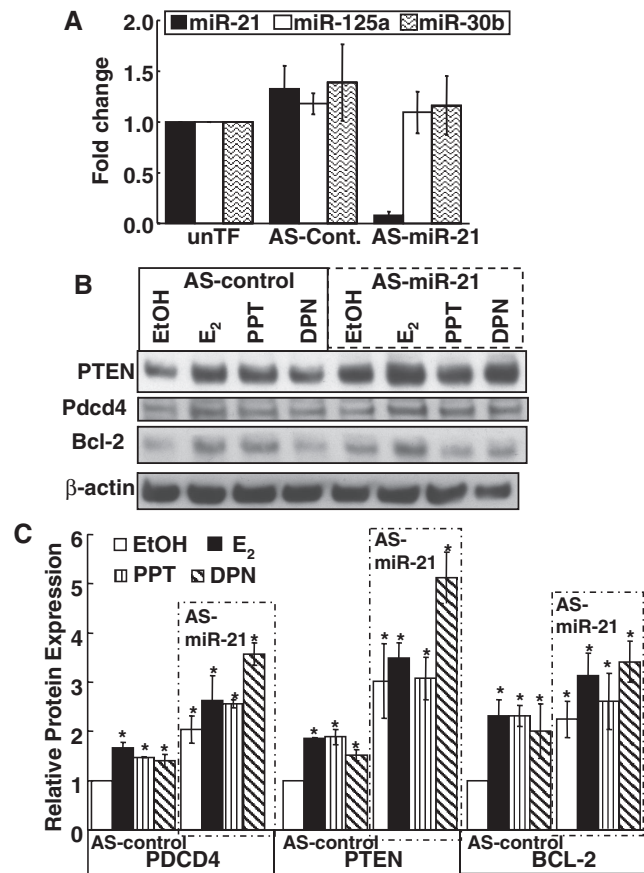 A
2.0
1.5
1.0
0.5
0.0
Fold change
miR-21 miR-125a miR-30b
unTF AS-Cont. AS-miR-21
B
AS-control AS-miR-21
EtOH E₂ PPT DPN EtOH E₂ PPT DPN
PTEN
Pdcd4
Bcl-2
β-actin
C
Relative Protein Expression
6
5
4
3
2
1
0
EtOH E₂
PPT DPN
AS-
miR-21
AS-
miR-21
AS-
miR-21
* * * * * * *
* * * * * * *
* * * * * * *
AS-control AS-control AS-control
PDCD4 PTEN BCL-2